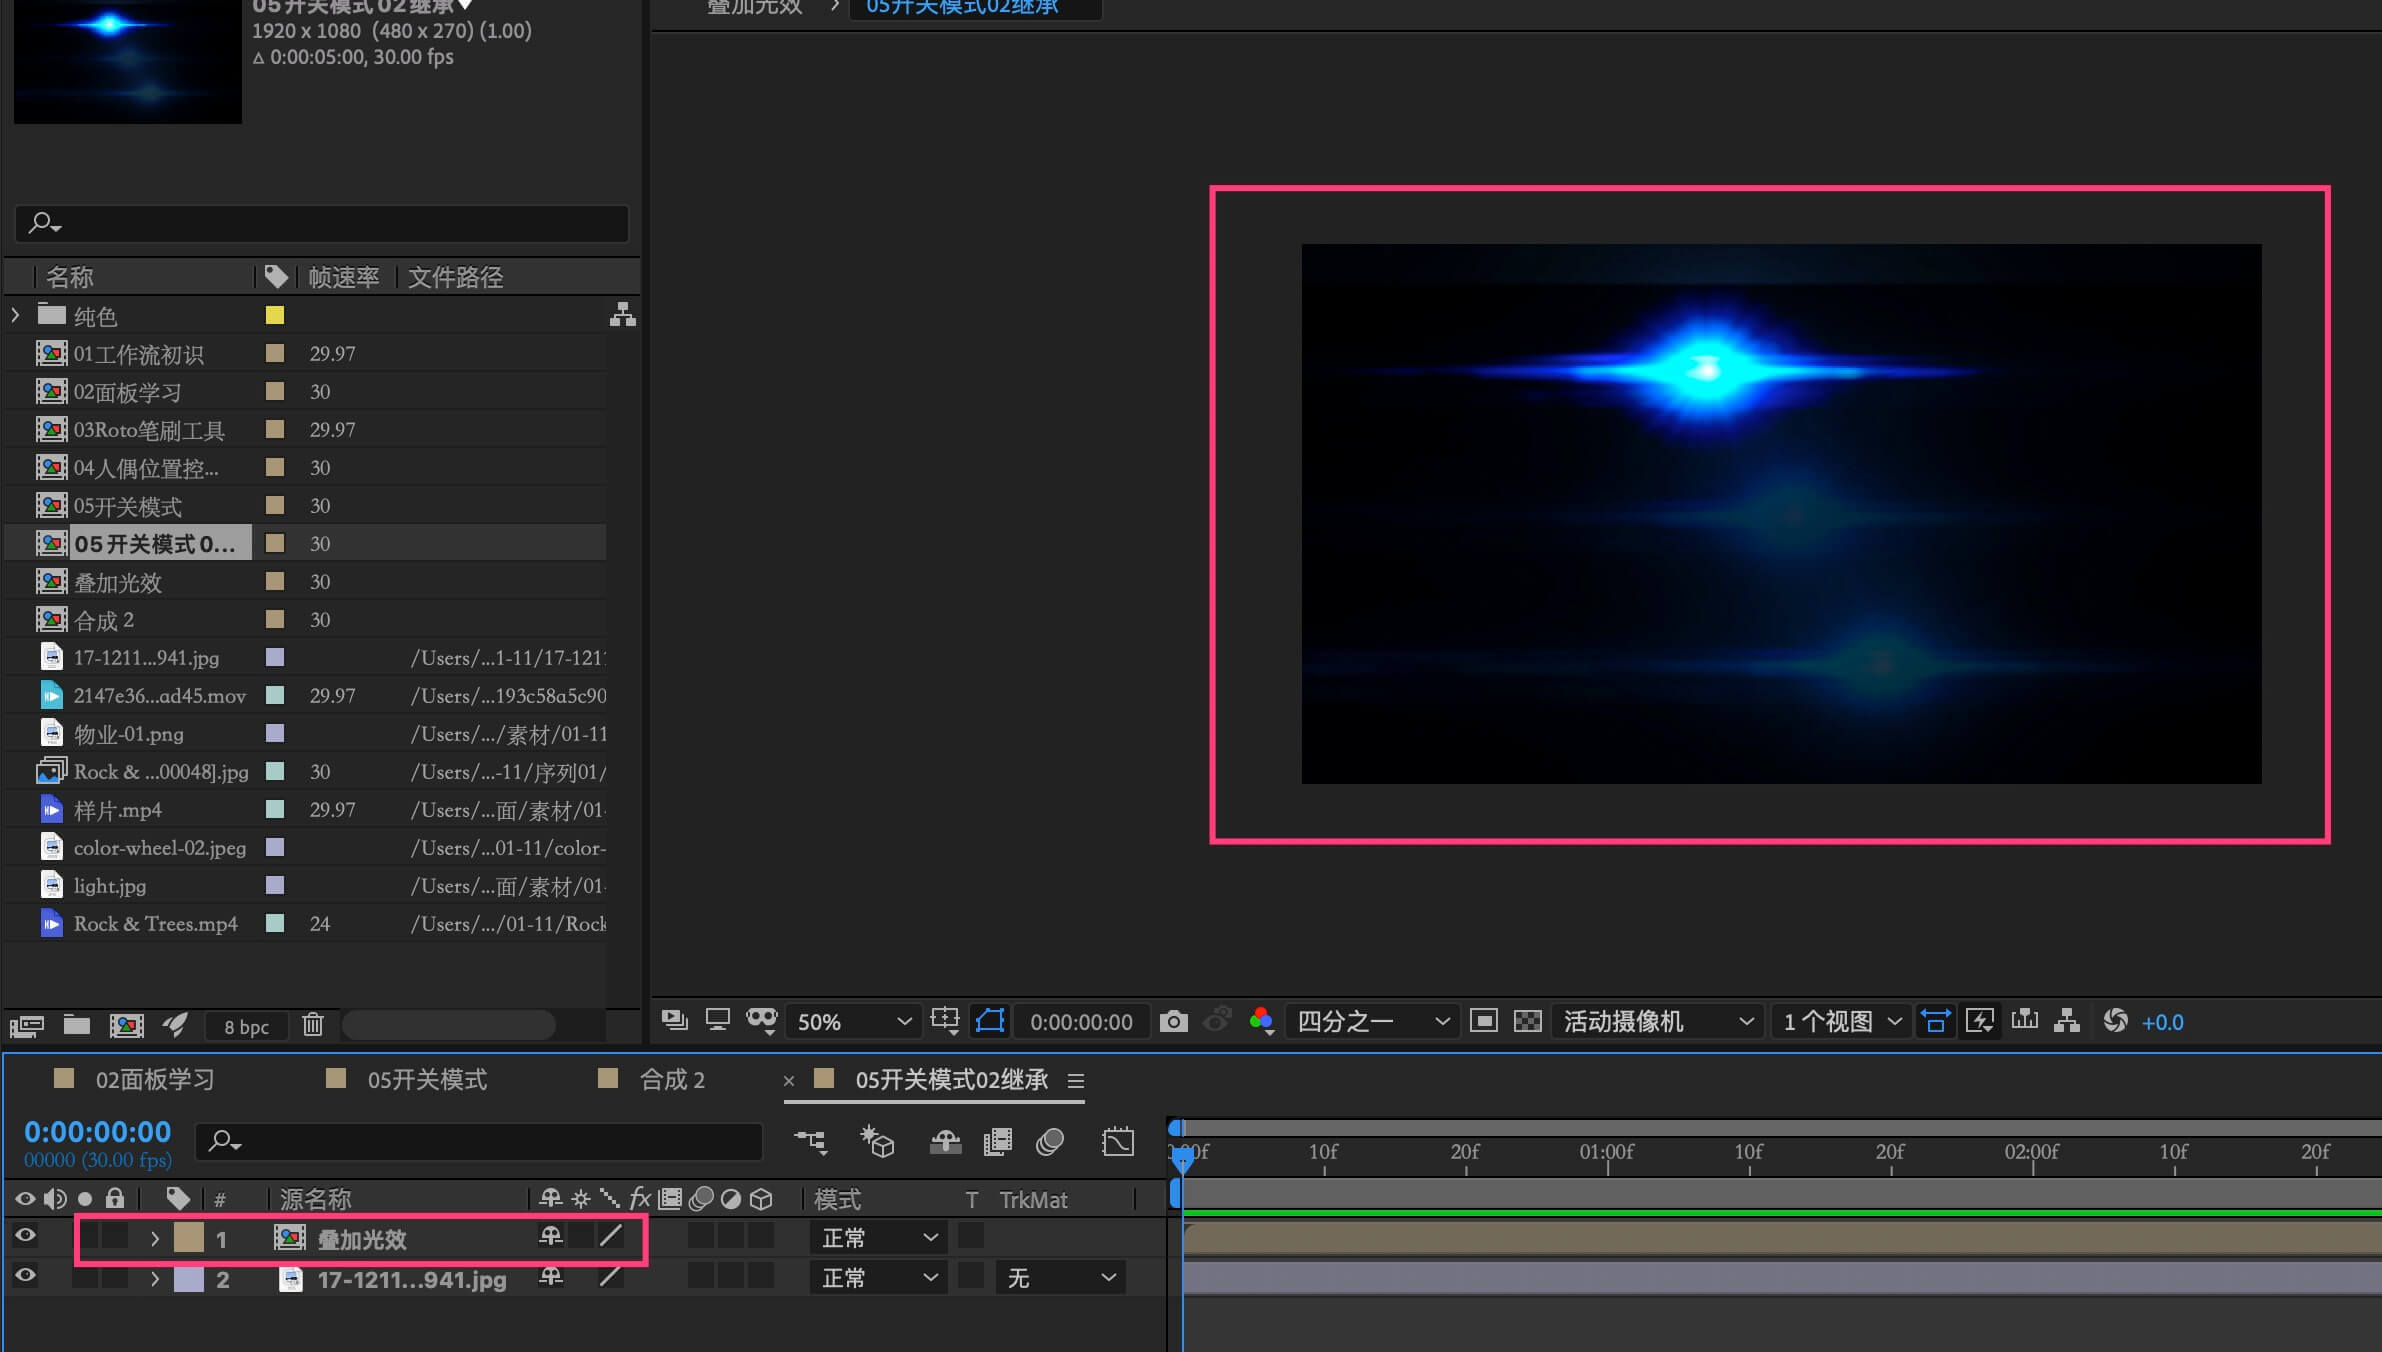 05开关模式02继承▼
1920 x 1080 (480 x 270) (1.00)
Δ 0:00:05:00, 30.00 fps
叠加光效 › 05开关模式02继承
名称 帧速率 文件路径
纯色
01工作流初识 29.97
02面板学习 30
03Roto笔刷工具 29.97
04人偶位置控... 30
05开关模式 30
05开关模式0... 30
叠加光效 30
合成 2 30
17-1211...941.jpg /Users/...1-11/17-1211
2147e36...ad45.mov 29.97 /Users/...193c58a5c90
物业-01.png /Users/.../素材/01-11
Rock & ...00048].jpg 30 /Users/...-11/序列01/
样片.mp4 29.97 /Users/...面/素材/01-
color-wheel-02.jpeg /Users/...01-11/color-
light.jpg /Users/...面/素材/01-
Rock & Trees.mp4 24 /Users/.../01-11/Rock
8 bpc
50% 0:00:00:00 四分之一 活动摄像机 1 个视图 +0.0
02面板学习 05开关模式 合成 2 × 05开关模式02继承
0:00:00:00
00000 (30.00 fps)
00f 10f 20f 01:00f 10f 20f 02:00f 10f 20f
# 源名称 fx 模式 T TrkMat
1 叠加光效 正常
2 17-1211...941.jpg 正常 无